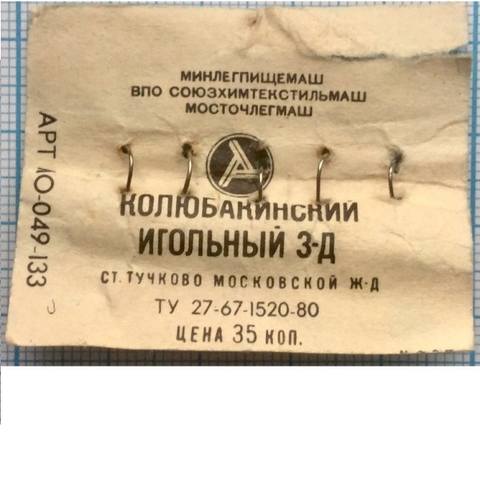 МИНЛЕГПИЩЕМАШ
ВПО СОЮЗХИМТЕКСТИЛЬМАШ
МОСТОЧЛЕГМАШ
КОЛЮБАКИНСКИЙ
ИГОЛЬНЫЙ З-Д
СТ. ТУЧКОВО МОСКОВСКОЙ Ж-Д
ТУ 27-67-1520-80
ЦЕНА 35 КОП.
АРТ Ю-049-133